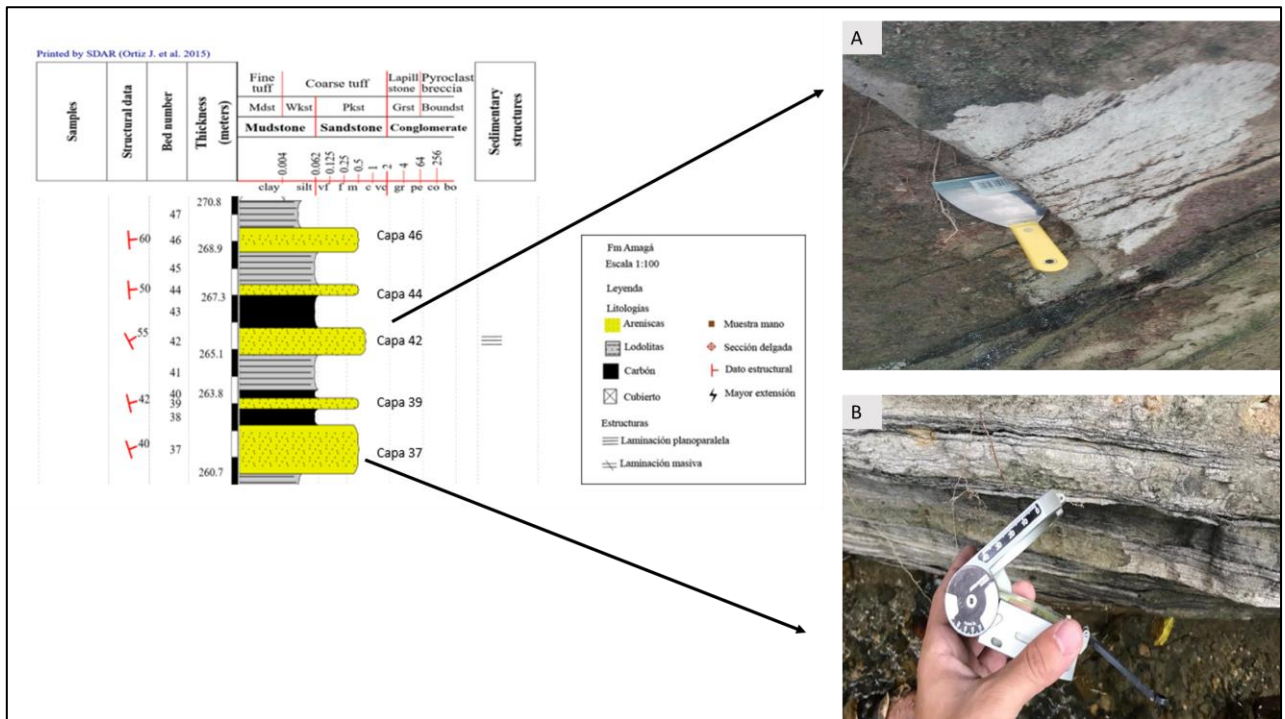 Printed by SDAR (Ortiz J. et al. 2015)
Samples
Structural data
Bed number
Thickness
(meters)
Fine
tuff
Coarse tuff
Lapill
stone
Pyroclast
breccia
Mdst
Wkst
Pkst
Grst
Boundst
Mudstone
Sandstone
Conglomerate
0.004
0.062
0.125
0.25
0.5
1
2
4
64
256
clay
silt
vf
f
m
c
vc
gr
pe
co
bo
Sedimentary
structures
270.8
47
60
46
Capa 46
268.9
45
50
44
Capa 44
267.3
43
55
42
Capa 42
265.1
41
263.8
40
42
39
Capa 39
38
40
37
Capa 37
260.7
Fm Amagá
Escala 1:100
Leyenda
Litologías
Areniscas
Muestra mano
Lodolitas
Sección delgada
Carbón
Dato estructural
Cubierto
Mayor extensión
Estructuras
Laminación planoparalela
Laminación masiva
A
B